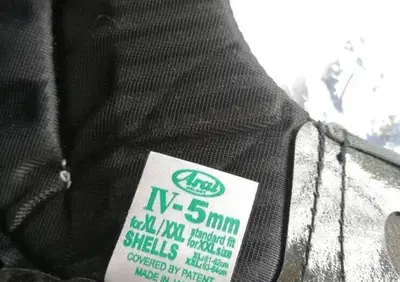 Arai
IV-5mm
for XL/XXL
SHELLS
standard fit
for XXL size
COVERED BY PATENT
MADE IN